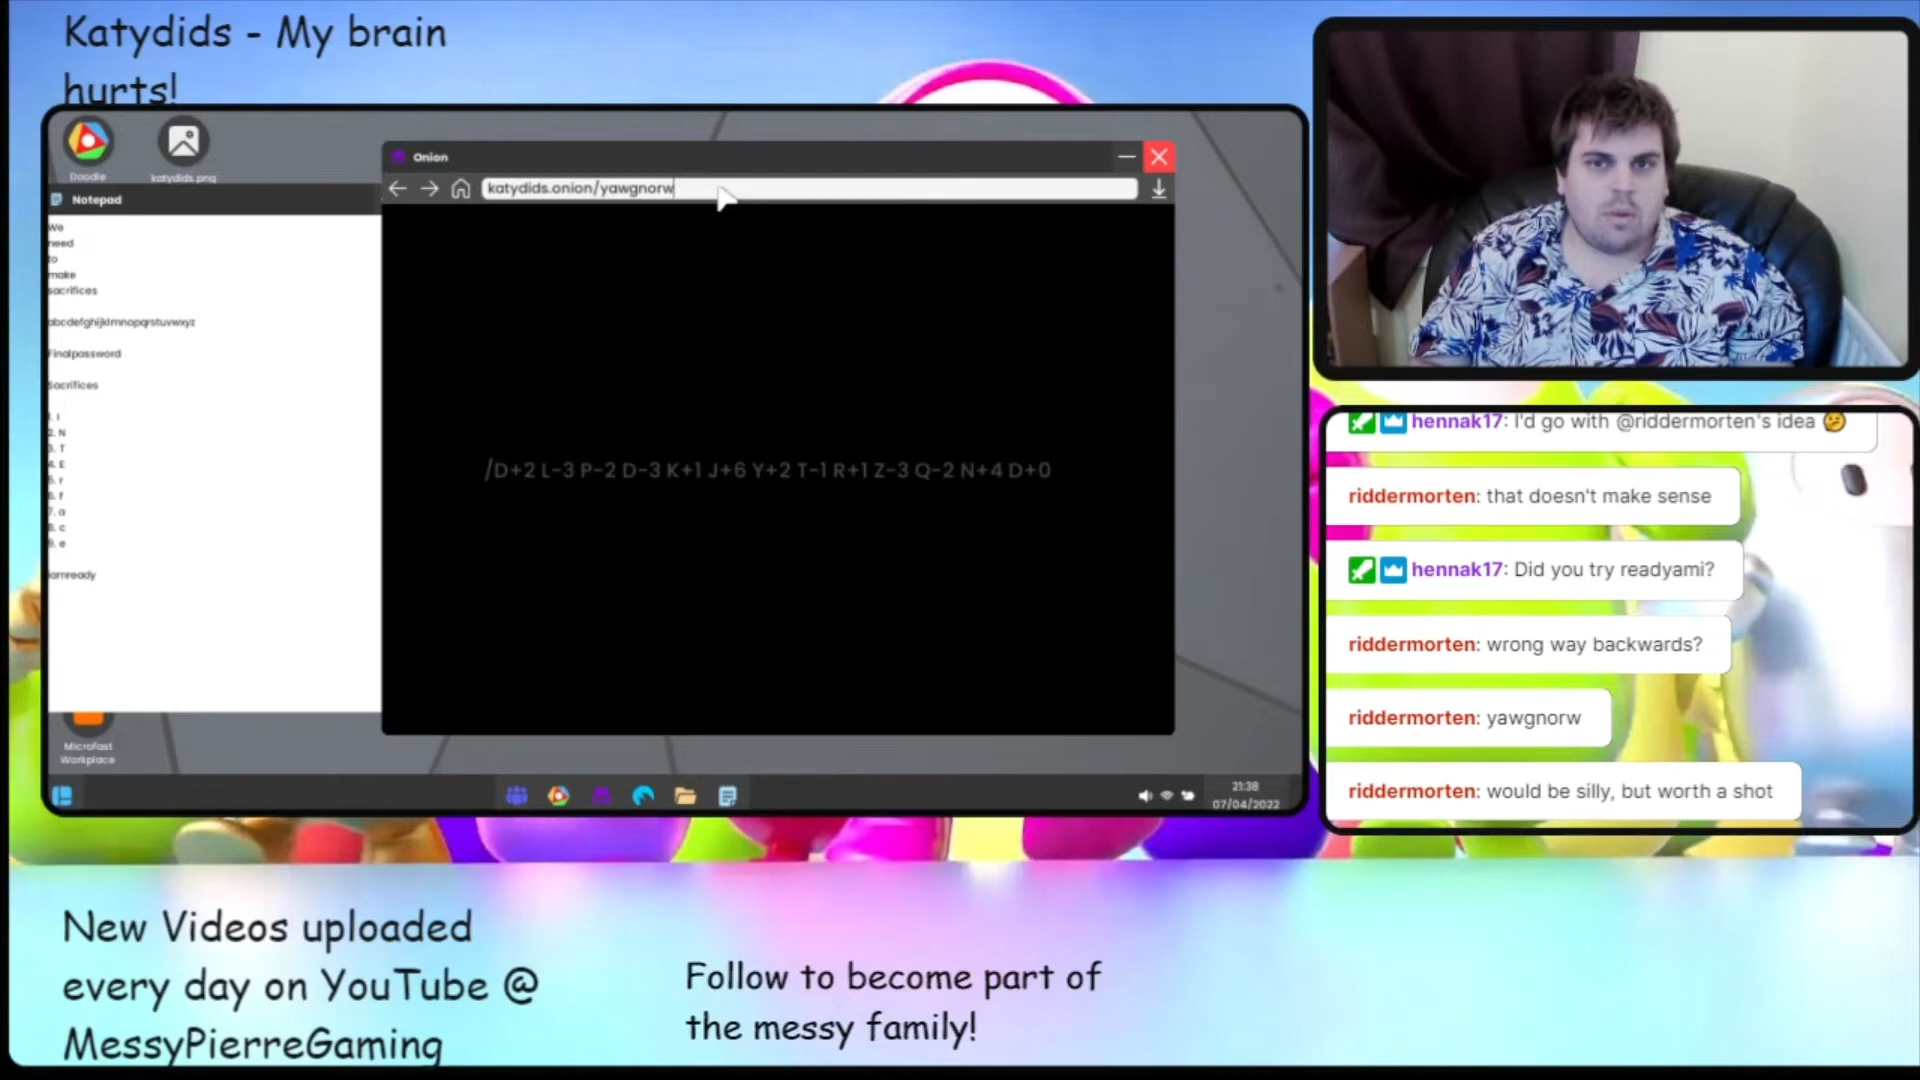 Katydids - My brain
hurts!
Doodle
katydids.png
Notepad
We
need
to
make
sacrifices
abcdefghijklmnopqrstuvwxyz
Finalpassword
Sacrifices
1. I
2. N
3. T
4. E
5. r
6. f
7. a
8. c
9. e
iamready
Microfast
Workplace
Onion
katydids.onion/yawgnorw
/D+2 L-3 P-2 D-3 K+1 J+6 Y+2 T-1 R+1 Z-3 Q-2 N+4 D+0
21:38
07/04/2022
hennak17: I'd go with @riddermorten's idea 🤔
riddermorten: that doesn't make sense
hennak17: Did you try readyami?
riddermorten: wrong way backwards?
riddermorten: yawgnorw
riddermorten: would be silly, but worth a shot
New Videos uploaded
every day on YouTube @
MessyPierreGaming
Follow to become part of
the messy family!